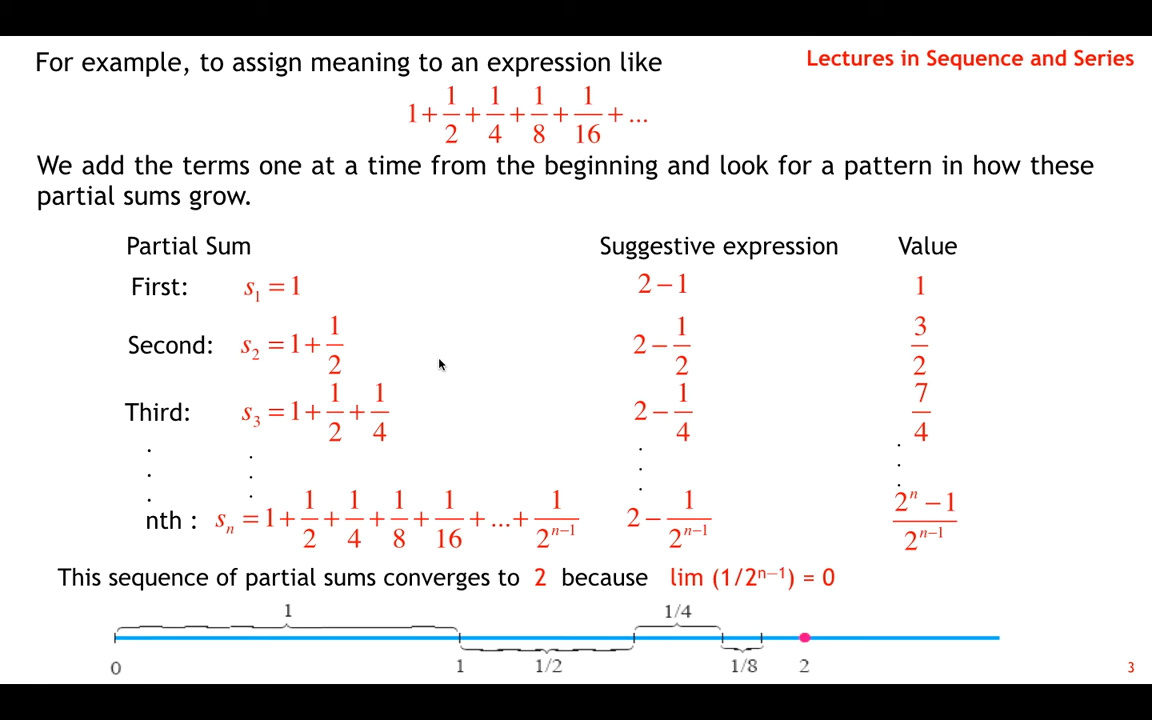 For example, to assign meaning to an expression like
Lectures in Sequence and Series
1 + 1/2 + 1/4 + 1/8 + 1/16 + ...
We add the terms one at a time from the beginning and look for a pattern in how these
partial sums grow.
Partial Sum Suggestive expression Value
First: s₁ = 1 2 − 1 1
Second: s₂ = 1 + 1/2 2 − 1/2 3/2
Third: s₃ = 1 + 1/2 + 1/4 2 − 1/4 7/4
. . . .
. . . .
. . . .
nth : sₙ = 1 + 1/2 + 1/4 + 1/8 + 1/16 + ... + 1/2ⁿ⁻¹ 2 − 1/2ⁿ⁻¹ (2ⁿ − 1)/2ⁿ⁻¹
This sequence of partial sums converges to 2 because lim (1/2ⁿ⁻¹) = 0
1 1/4
0 1 1/2 1/8 2
3